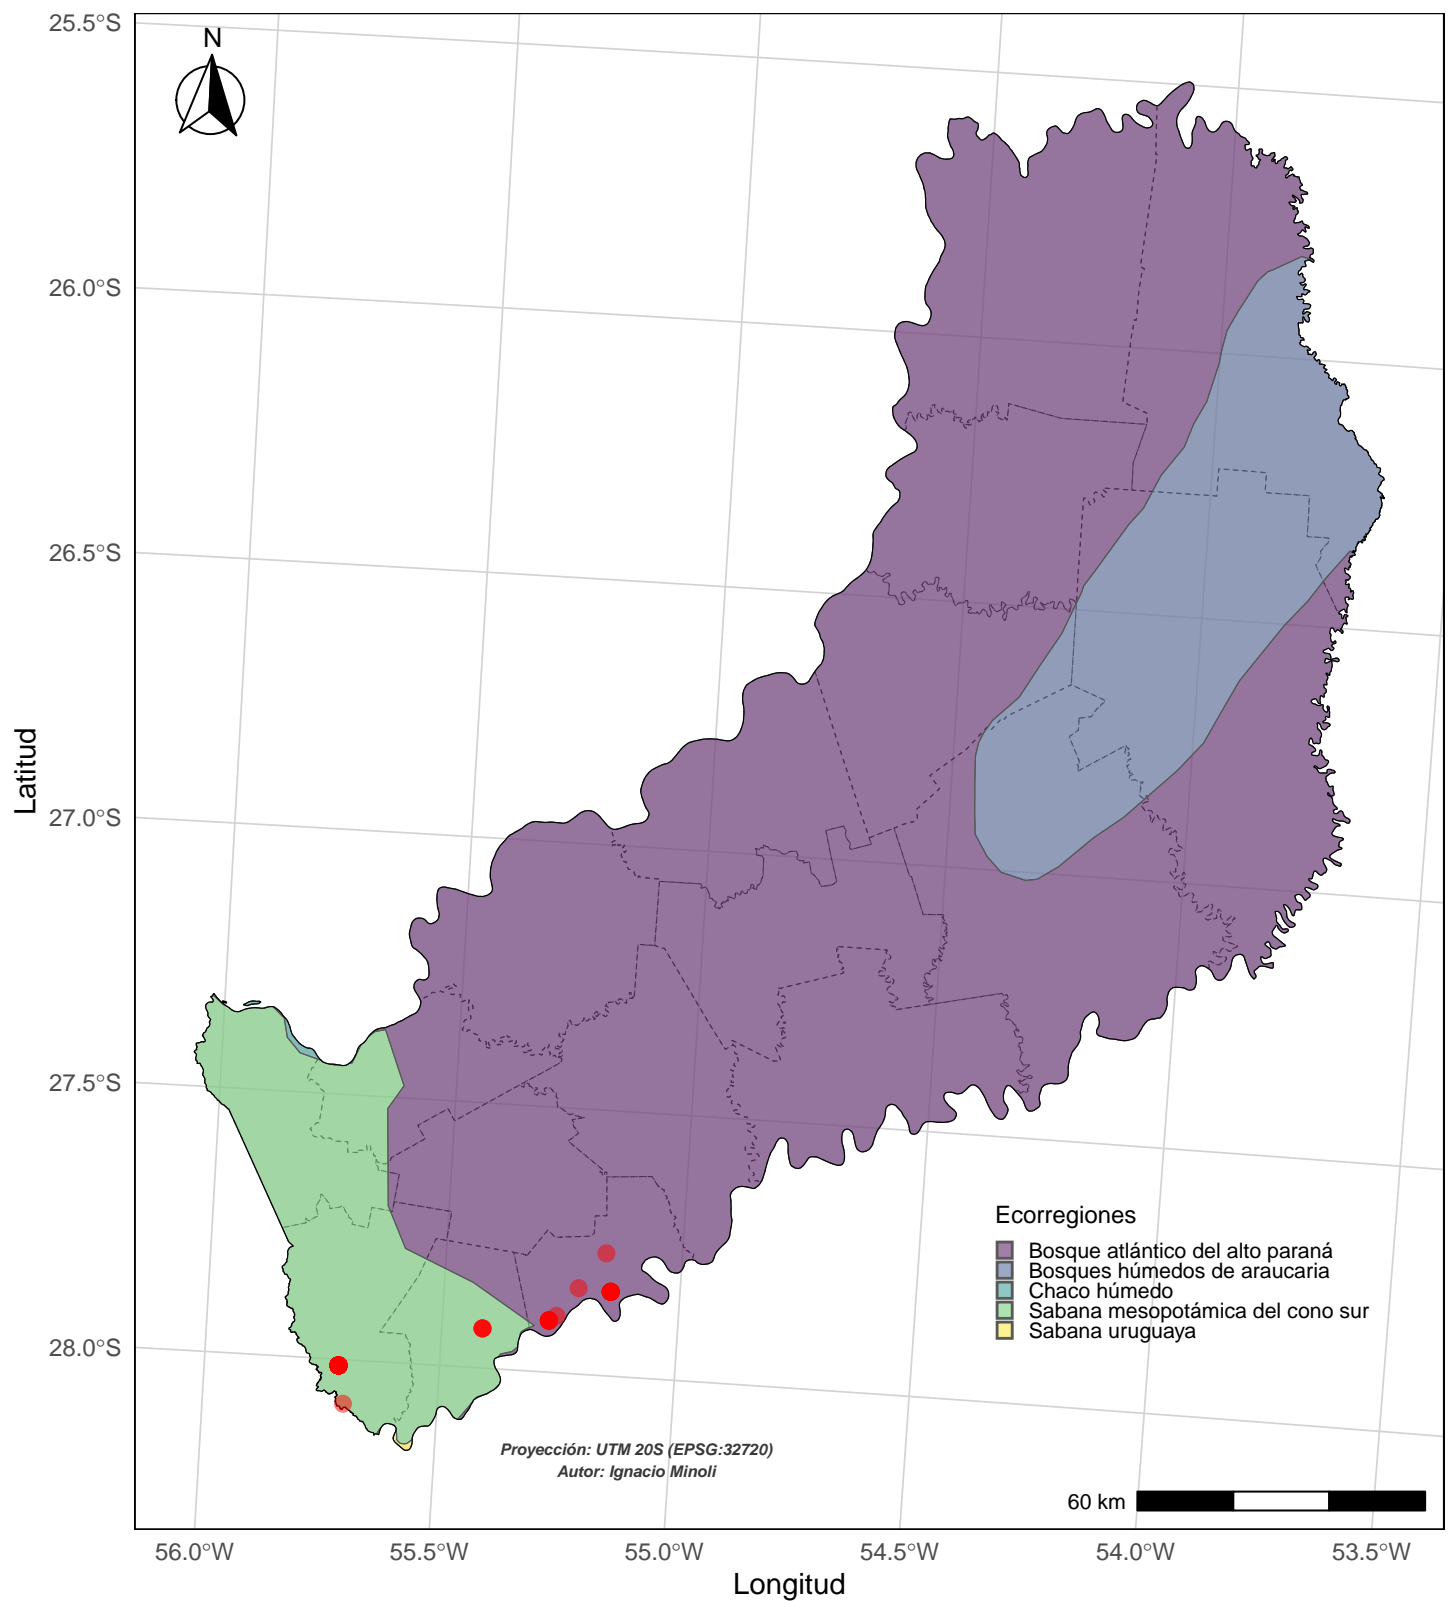 25.5°S
N
26.0°S
26.5°S
Latitud
27.0°S
27.5°S
Ecorregiones
Bosque atlántico del alto paraná
Bosques húmedos de araucaria
Chaco húmedo
Sabana mesopotámica del cono sur
Sabana uruguaya
28.0°S
Proyección: UTM 20S (EPSG:32720)
Autor: Ignacio Minoli
60 km
56.0°W 55.5°W 55.0°W 54.5°W 54.0°W 53.5°W
Longitud